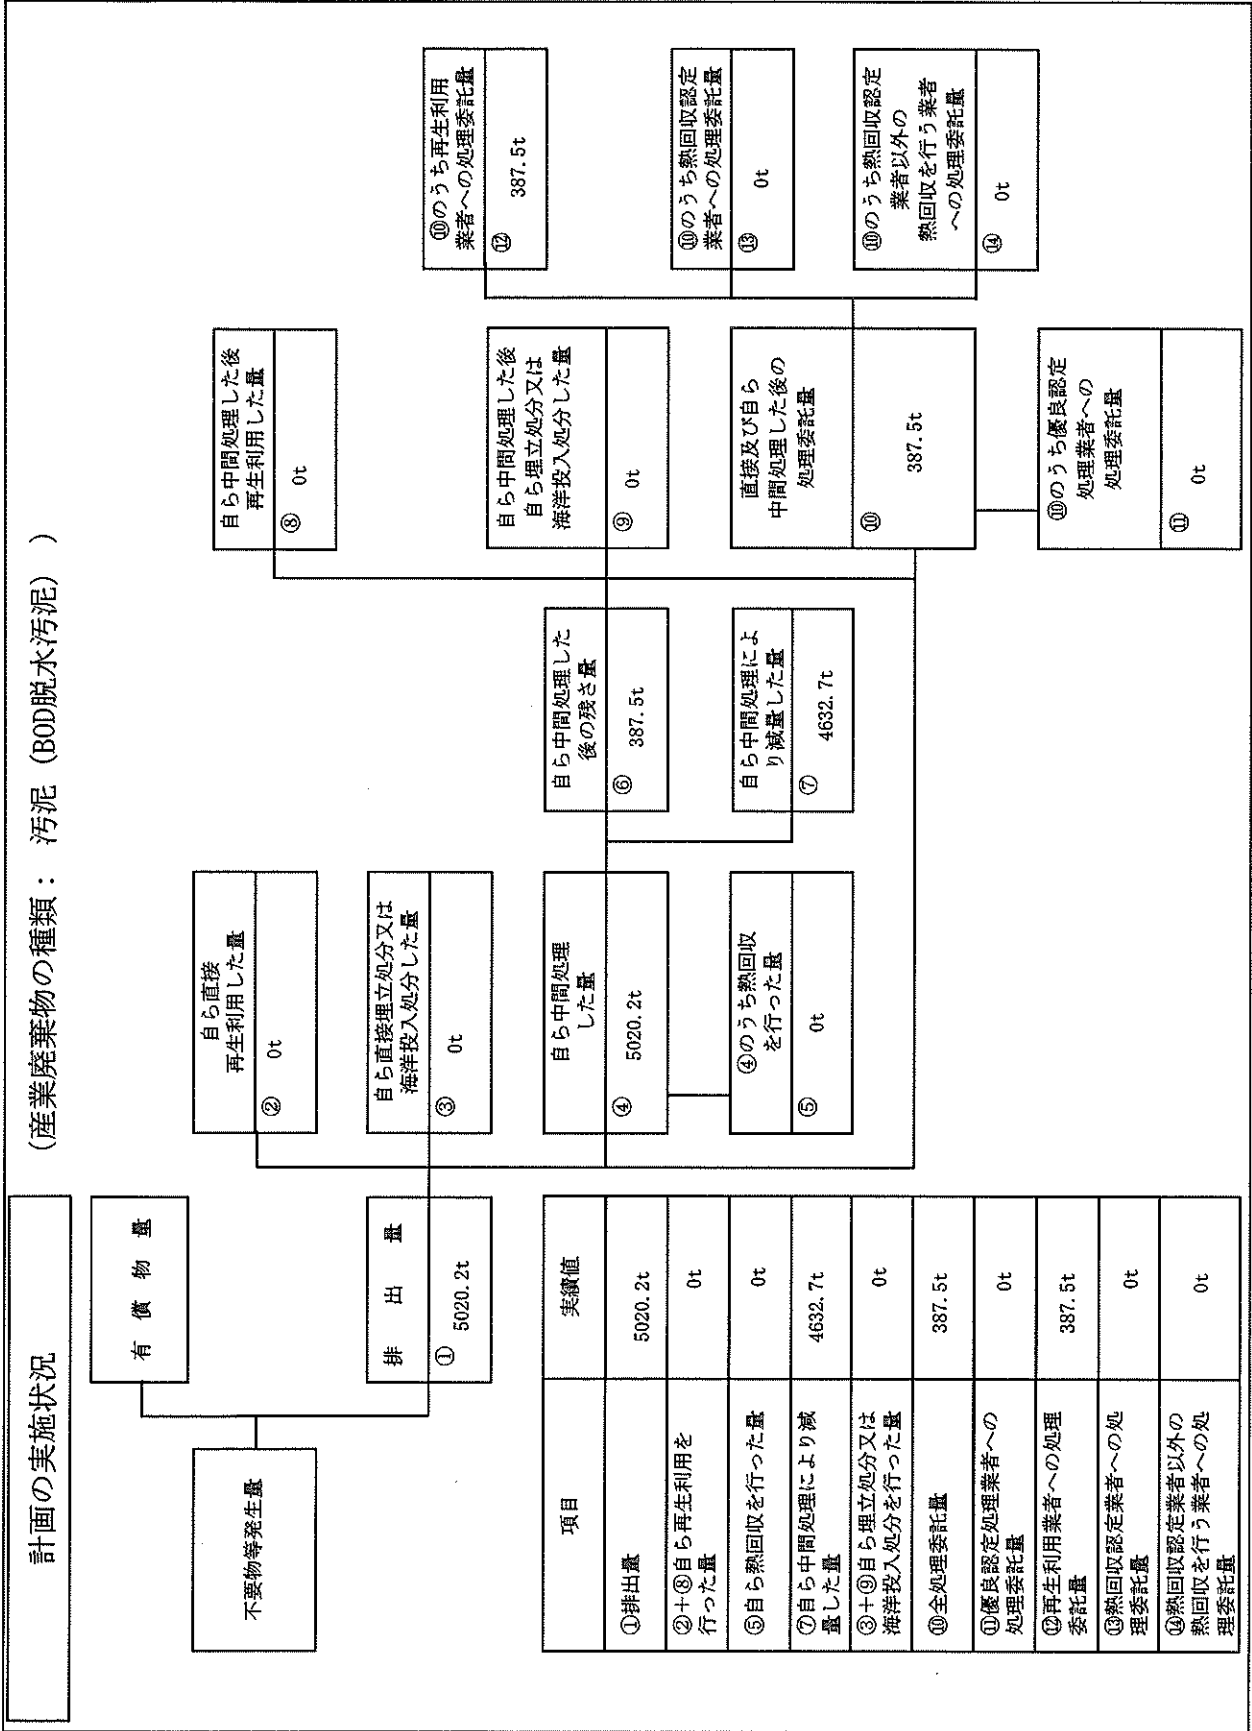 計画の実施状況
(産業廃棄物の種類： 汚泥 (BOD脱水汚泥) )
不要物等発生量
有 償 物 量
排 出 量
① 5020.2t
自ら直接
再生利用した量
② 0t
自ら直接埋立処分又は
海洋投入処分した量
③ 0t
自ら中間処理
した量
④ 5020.2t
④のうち熱回収
を行った量
⑤ 0t
自ら中間処理した
後の残さ量
⑥ 387.5t
自ら中間処理によ
り減量した量
⑦ 4632.7t
自ら中間処理した後
再生利用した量
⑧ 0t
自ら中間処理した後
自ら埋立処分又は
海洋投入処分した量
⑨ 0t
直接及び自ら
中間処理した後の
処理委託量
⑩ 387.5t
⑩のうち優良認定
処理業者への
処理委託量
⑪ 0t
⑩のうち再生利用
業者への処理委託量
⑫ 387.5t
⑩のうち熱回収認定
業者への処理委託量
⑬ 0t
⑩のうち熱回収認定
業者以外の
熱回収を行う業者
への処理委託量
⑭ 0t
項目 実績値
①排出量 5020.2t
②＋⑧自ら再生利用を
行った量 0t
⑤自ら熱回収を行った量 0t
⑦自ら中間処理により減
量した量 4632.7t
③＋⑨自ら埋立処分又は
海洋投入処分を行った量 0t
⑩全処理委託量 387.5t
⑪優良認定処理業者への
処理委託量 0t
⑫再生利用業者への処理
委託量 387.5t
⑬熱回収認定業者への処
理委託量 0t
⑭熱回収認定業者以外の
熱回収を行う業者への処
理委託量 0t